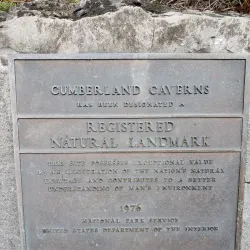 CUMBERLAND CAVERNS
HAS BEEN DESIGNATED A
REGISTERED
NATURAL LANDMARK
THIS SITE POSSESSES EXCEPTIONAL VALUE
AS AN ILLUSTRATION OF THE NATION'S NATURAL
HERITAGE AND CONTRIBUTES TO A BETTER
UNDERSTANDING OF MAN'S ENVIRONMENT
1976
NATIONAL PARK SERVICE
UNITED STATES DEPARTMENT OF THE INTERIOR